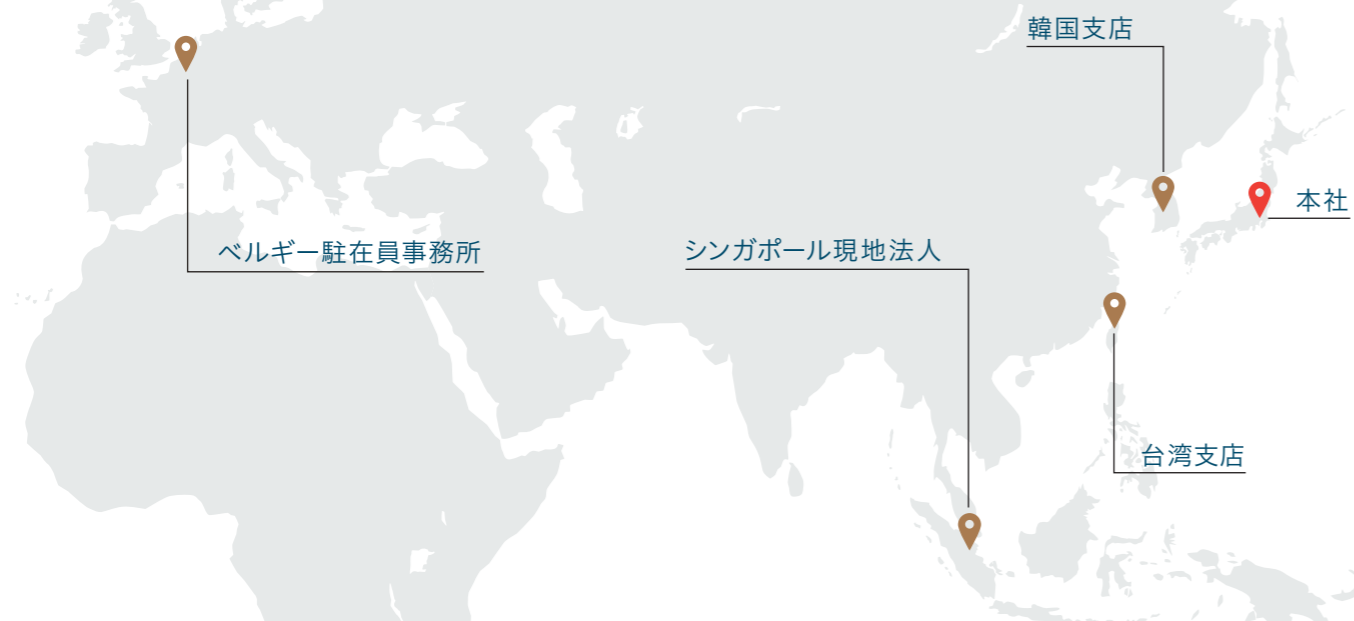 韓国支店
本社
ベルギー駐在員事務所
シンガポール現地法人
台湾支店